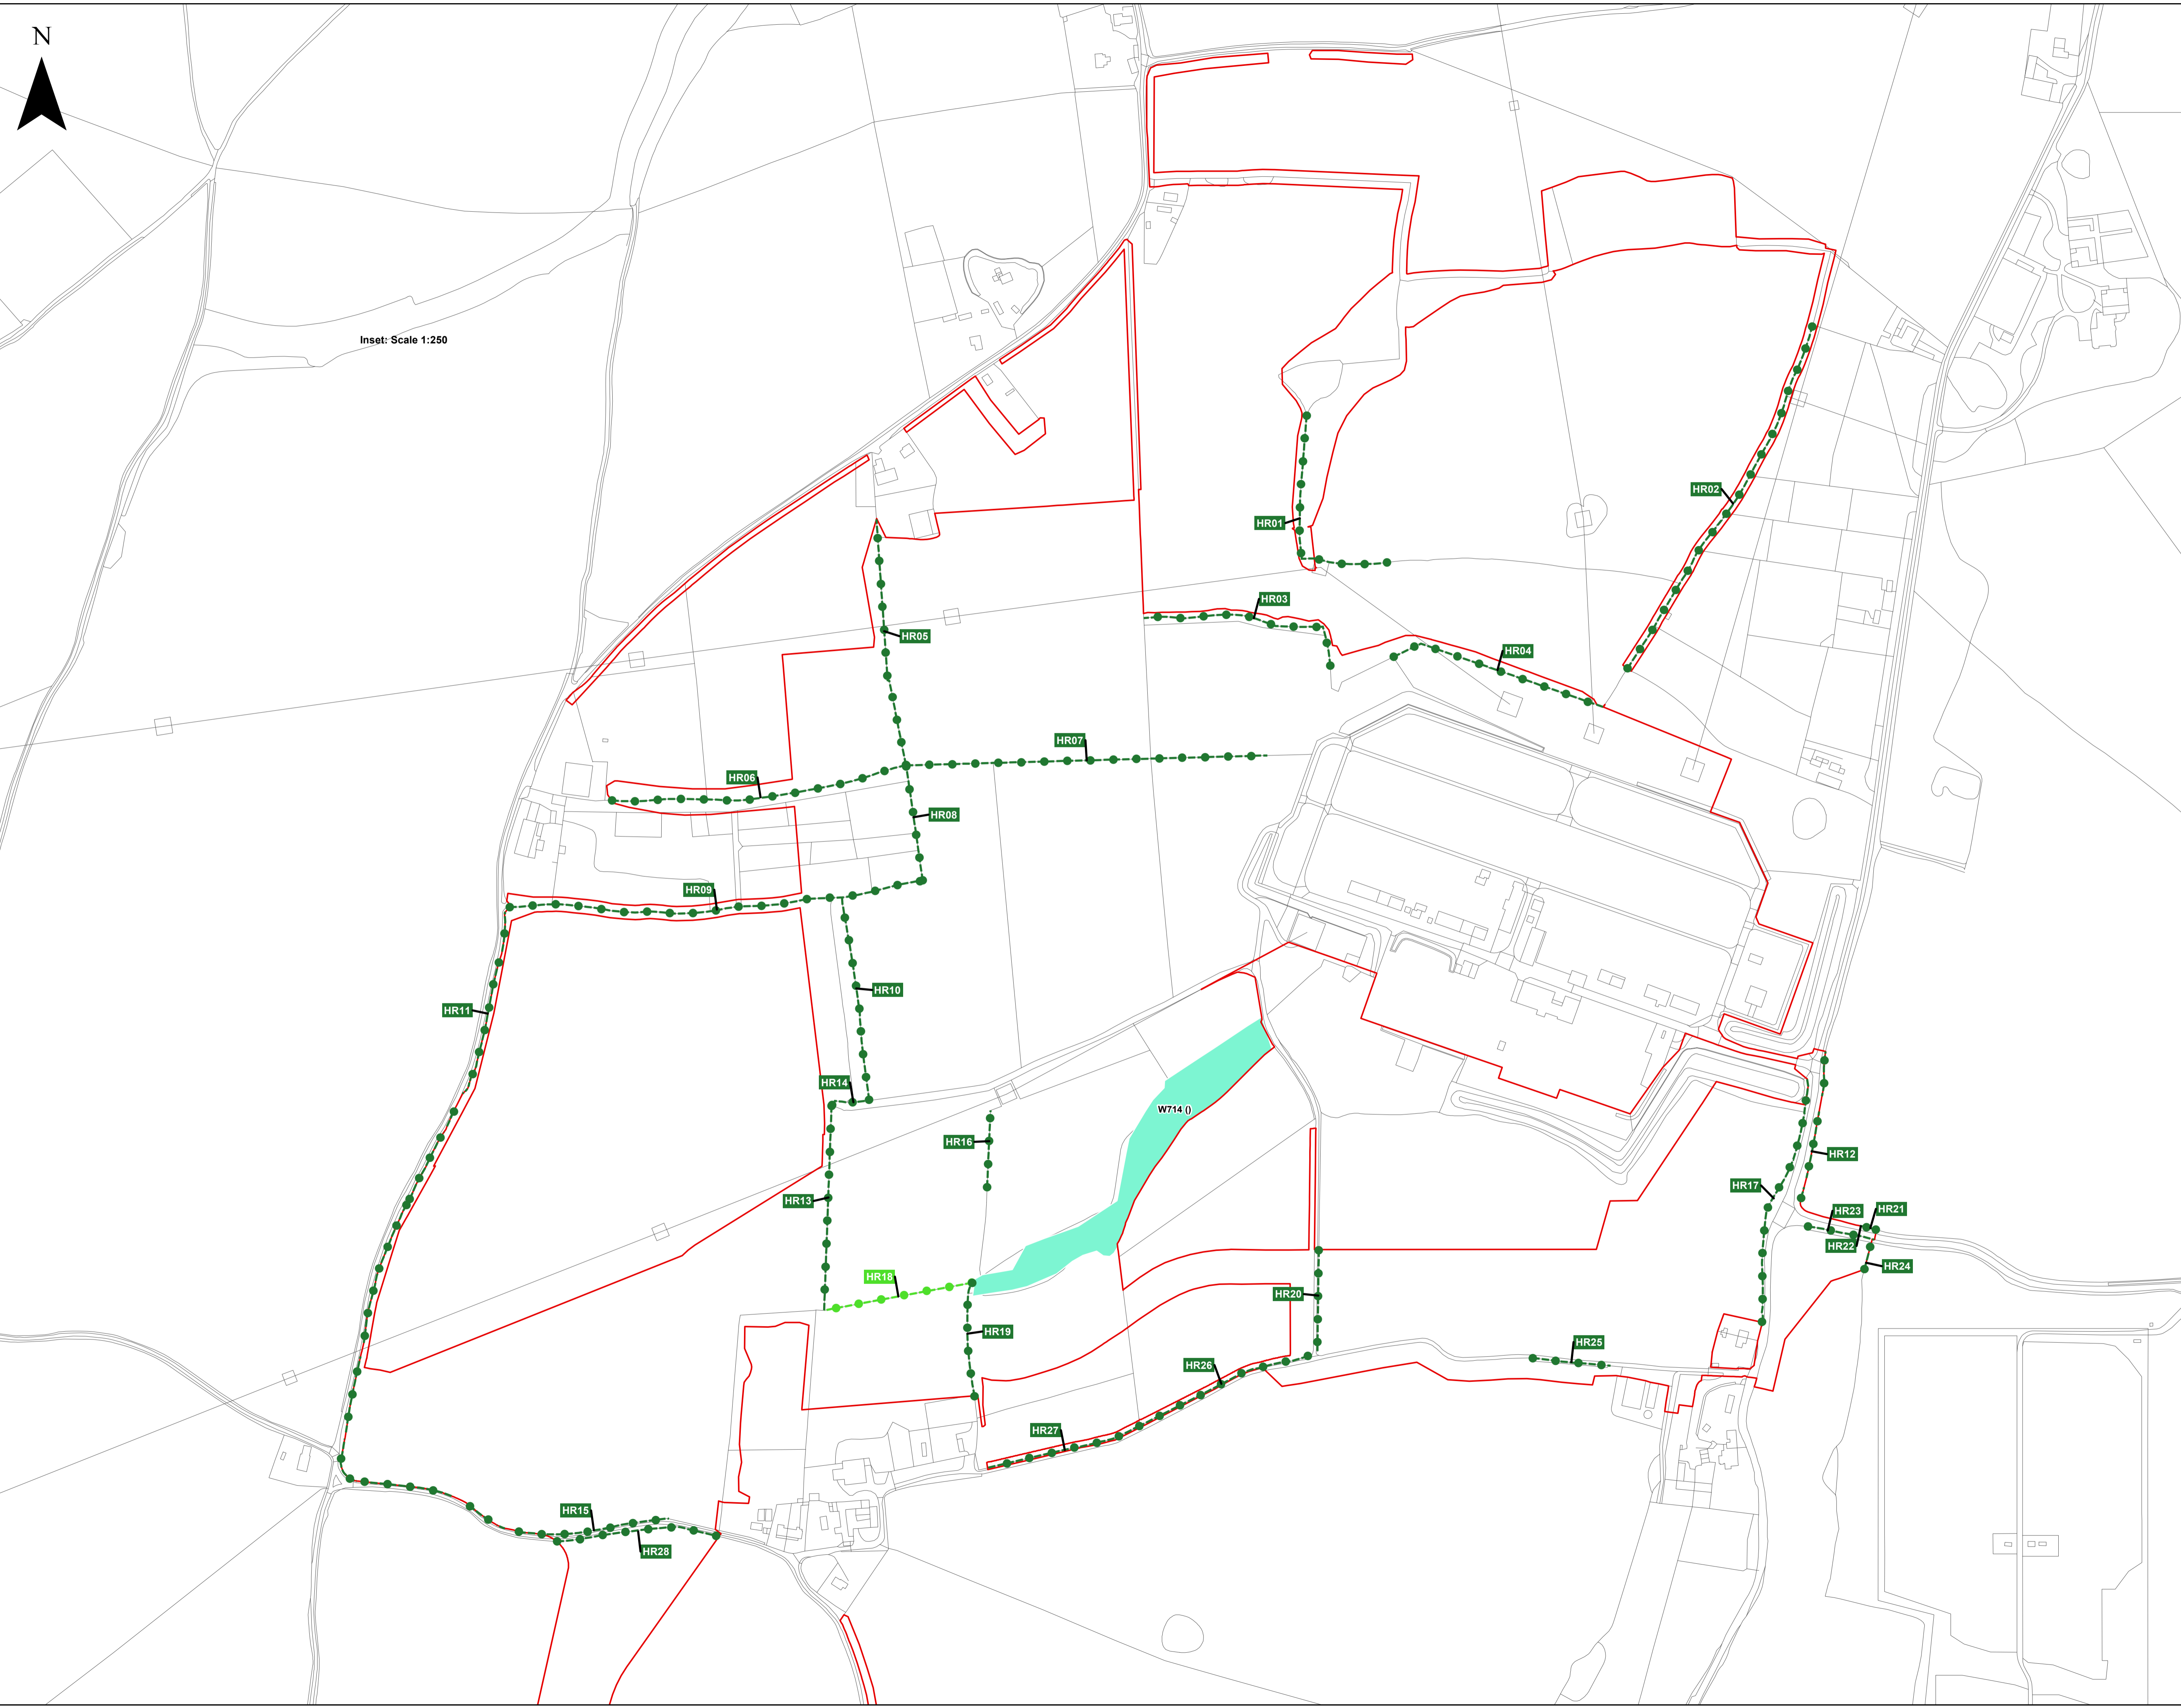 N
Inset: Scale 1:250
HR02
HR01
HR03
HR05
HR04
HR07
HR06
HR08
HR09
HR10
HR11
HR14
W714 ()
HR16
HR12
HR17
HR13
HR23
HR21
HR22
HR24
HR18
HR20
HR19
HR25
HR26
HR27
HR15
HR28